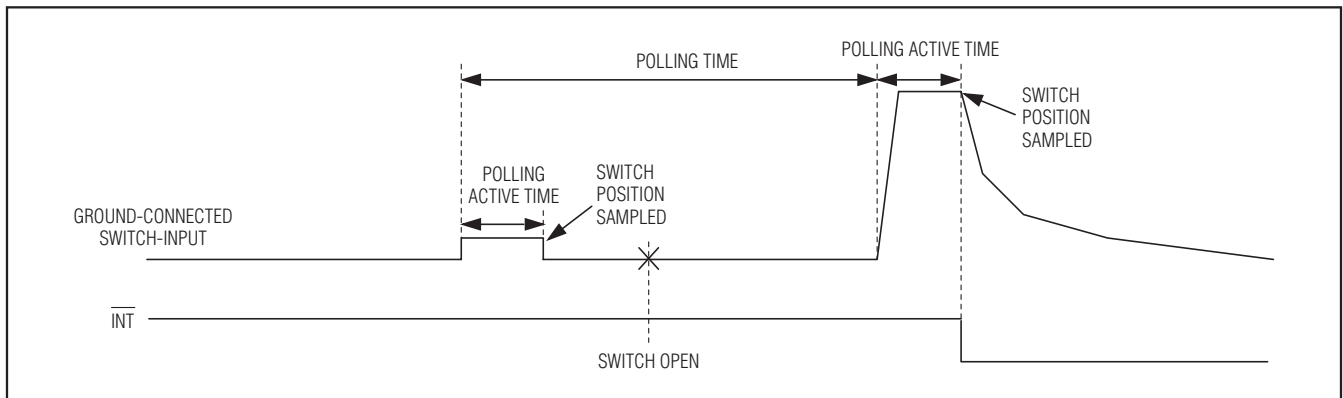 POLLING TIME
POLLING ACTIVE TIME
SWITCH
POSITION
SAMPLED
POLLING
ACTIVE TIME
SWITCH
POSITION
SAMPLED
GROUND-CONNECTED
SWITCH-INPUT
INT
SWITCH OPEN